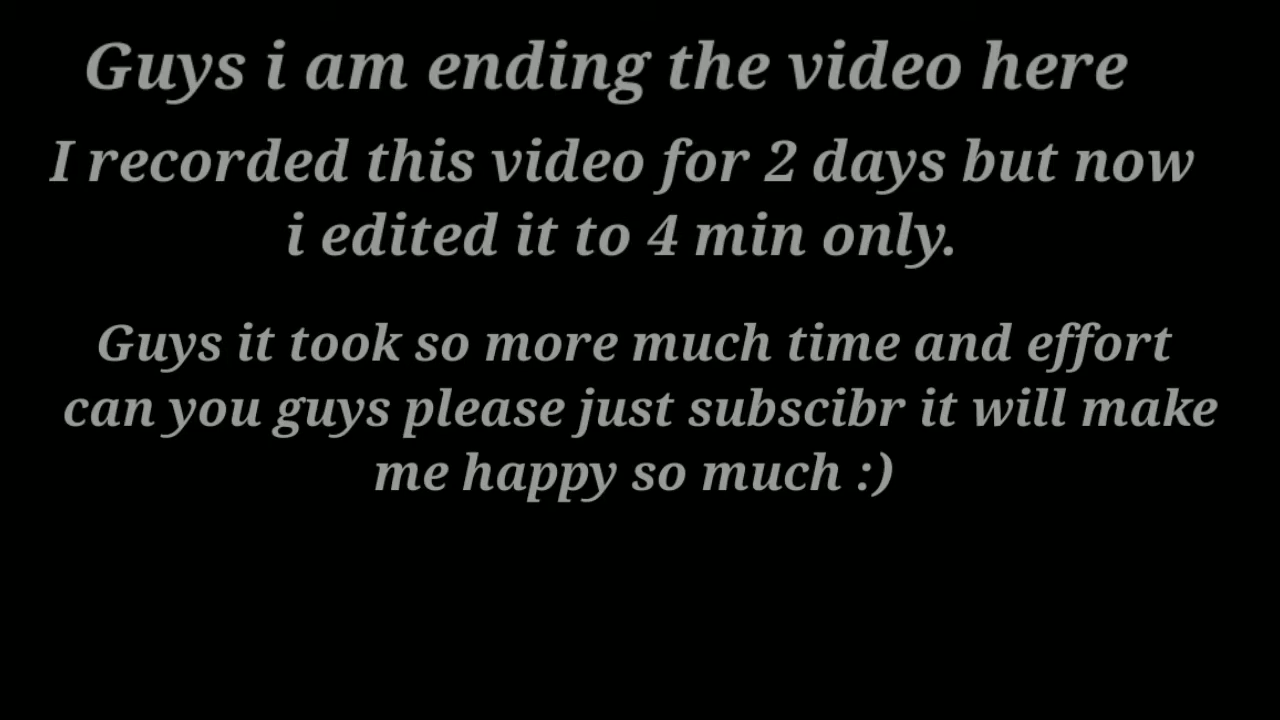 Guys i am ending the video here
I recorded this video for 2 days but now
i edited it to 4 min only.
Guys it took so more much time and effort
can you guys please just subscibr it will make
me happy so much :)